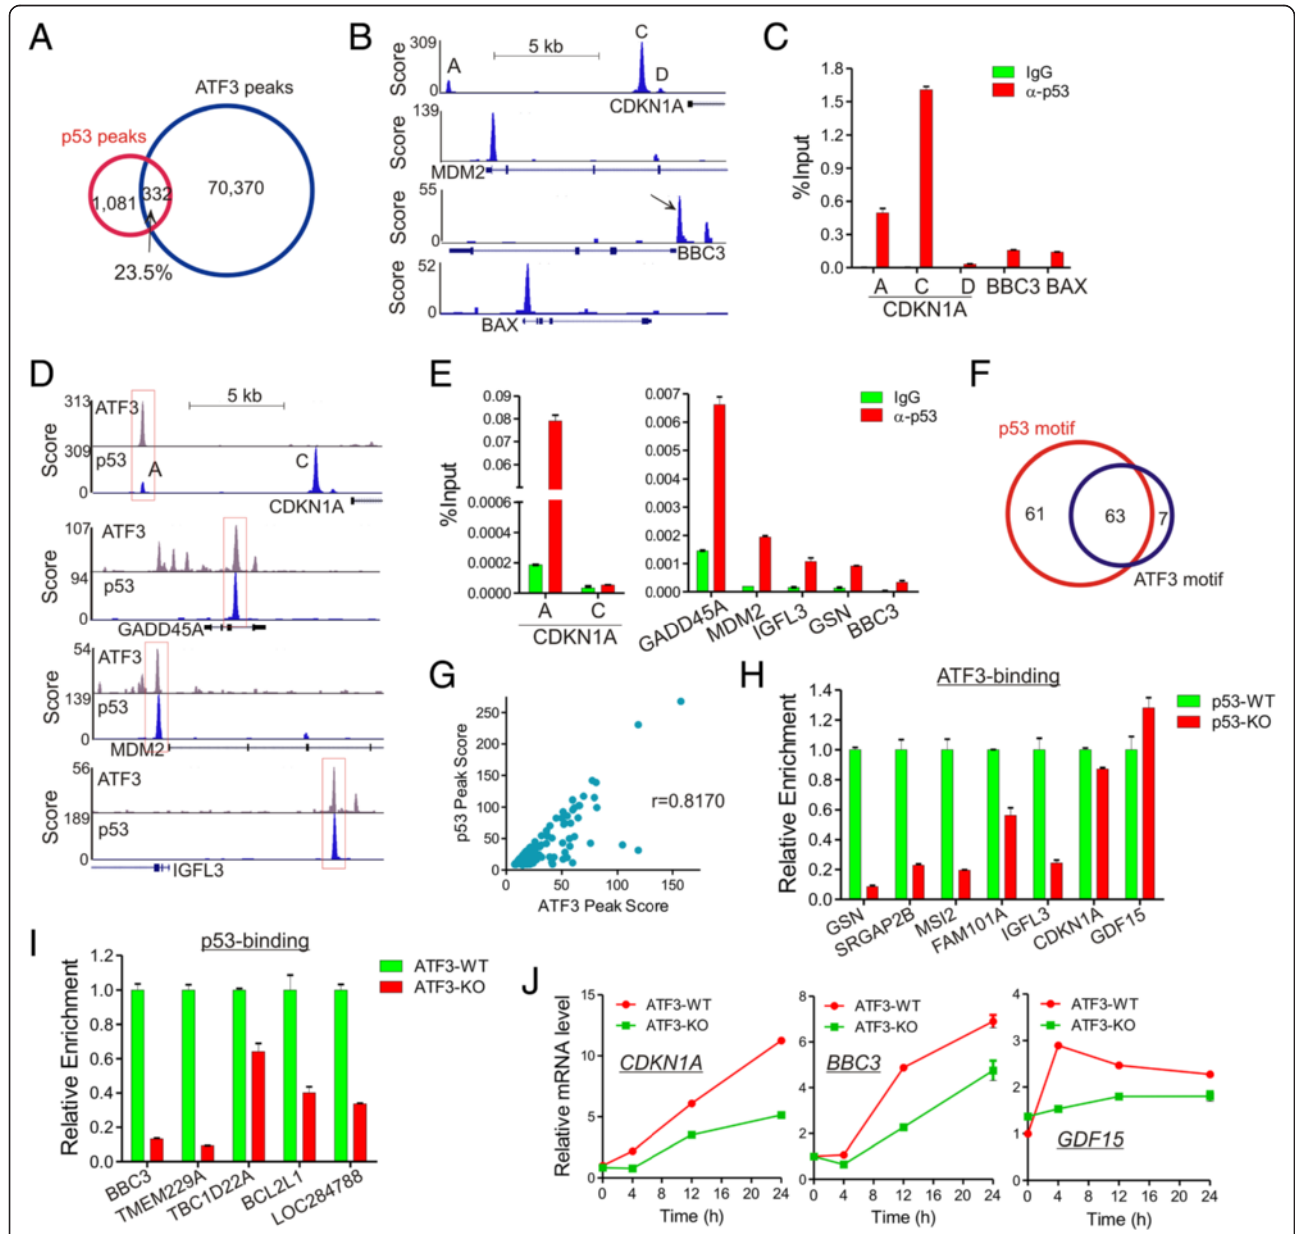 A
ATF3 peaks
p53 peaks
1,081
332
70,370
23.5%
B
5 kb
309
0
Score
A
C
D
CDKN1A
139
0
Score
MDM2
55
0
Score
BBC3
52
0
Score
BAX
C
IgG
α-p53
%Input
1.8
1.5
1.2
0.9
0.6
0.3
0.0
A C D BBC3 BAX
CDKN1A
D
5 kb
313
ATF3
0
309
p53
0
Score
A
C
CDKN1A
107
ATF3
0
94
p53
0
Score
GADD45A
54
ATF3
0
139
p53
0
Score
MDM2
56
ATF3
0
189
p53
0
Score
IGFL3
E
%Input
0.09
0.08
0.07
0.06
0.0006
0.0004
0.0002
0.0000
A C
CDKN1A
0.007
0.006
0.005
0.004
0.003
0.002
0.001
0.000
GADD45A
MDM2
IGFL3
GSN
BBC3
IgG
α-p53
F
p53 motif
61
63
7
ATF3 motif
G
p53 Peak Score
250
200
150
100
50
0
r=0.8170
0 50 100 150
ATF3 Peak Score
H
ATF3-binding
p53-WT
p53-KO
Relative Enrichment
1.4
1.2
1.0
0.8
0.6
0.4
0.2
0.0
GSN
SRGAP2B
MSI2
FAM101A
IGFL3
CDKN1A
GDF15
I
p53-binding
ATF3-WT
ATF3-KO
Relative Enrichment
1.2
1.0
0.8
0.6
0.4
0.2
0.0
BBC3
TMEM229A
TBC1D22A
BCL2L1
LOC284788
J
Relative mRNA level
15
10
5
0
ATF3-WT
ATF3-KO
CDKN1A
0 4 8 12 16 20 24
Time (h)
8
6
4
2
0
ATF3-WT
ATF3-KO
BBC3
0 4 8 12 16 20 24
Time (h)
4
3
2
1
0
ATF3-WT
ATF3-KO
GDF15
0 4 8 12 16 20 24
Time (h)